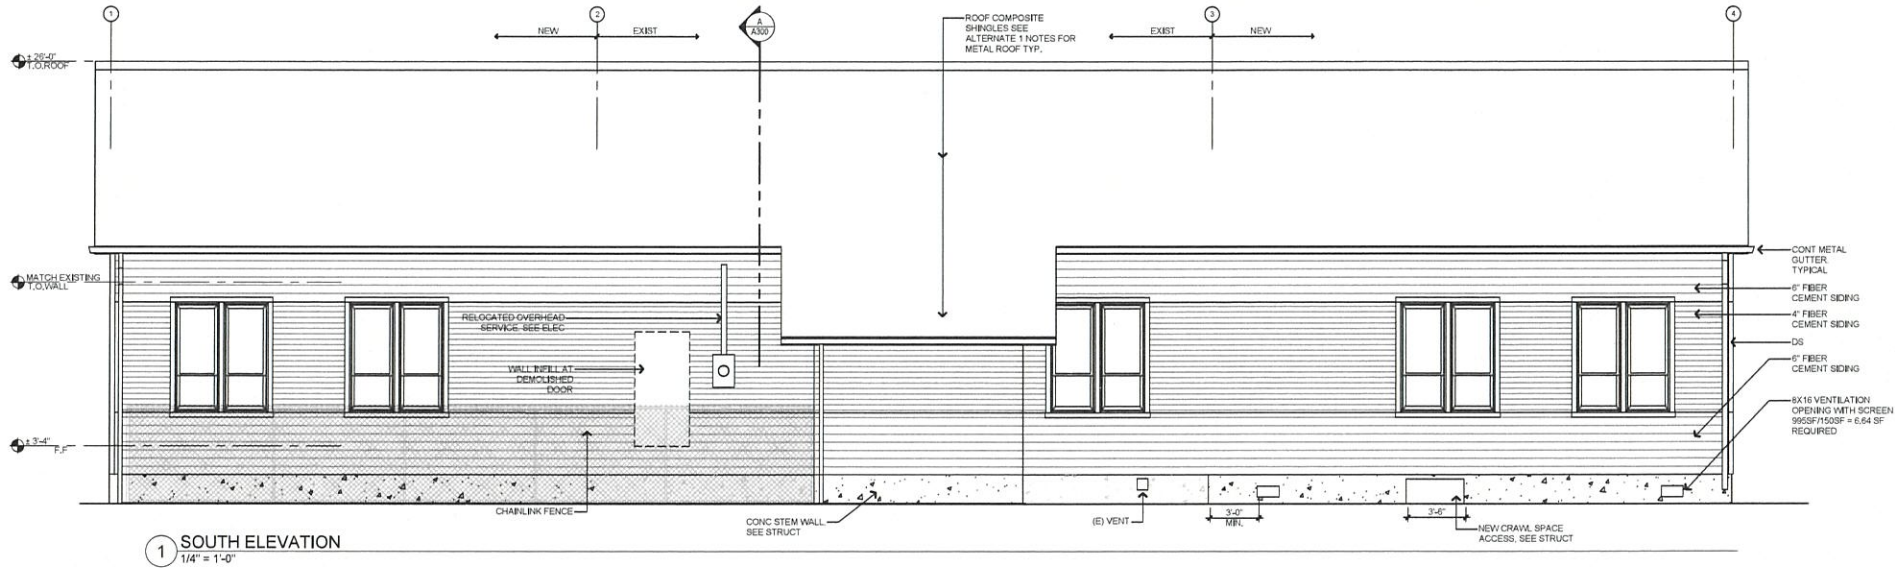 1
2
3
4
NEW
EXIST
A
A300
EXIST
NEW
ROOF COMPOSITE
SHINGLES SEE
ALTERNATE 1 NOTES FOR
METAL ROOF TYP.
± 26'-0"
T.O.ROOF
MATCH EXISTING
T.O.WALL
± 3'-4"
F.F
RELOCATED OVERHEAD
SERVICE. SEE ELEC
WALL INFILL AT
DEMOLISHED
DOOR
CONT METAL
GUTTER.
TYPICAL
6" FIBER
CEMENT SIDING
4" FIBER
CEMENT SIDING
DS
6" FIBER
CEMENT SIDING
8X16 VENTILATION
OPENING WITH SCREEN
995SF/150SF = 6.64 SF
REQUIRED
CHAINLINK FENCE
CONC STEM WALL
SEE STRUCT
(E) VENT
3'-0"
MIN.
3'-6"
NEW CRAWL SPACE
ACCESS, SEE STRUCT
1
SOUTH ELEVATION
1/4" = 1'-0"